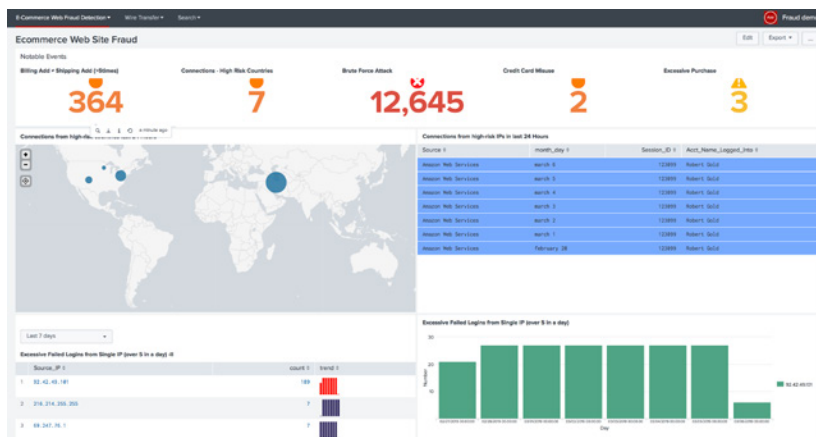 E-Commerce Web Fraud Detection Wire Transfer Search
Fraud demo
Ecommerce Web Site Fraud
Edit Export ...
Notable Events
Connections - High Risk Countries
Brute Force Attack
Credit Card Misuse
Excessive Purchase
364
7
12,645
2
3
a minute ago
Connections from high-risk
Connections from high-risk IPs in last 24 Hours
Source month_day Session_ID Acct_Name_Logged_Into
Amazon Web Services march 6 123899 Robert Gold
Amazon Web Services march 5 123899 Robert Gold
Amazon Web Services march 4 123899 Robert Gold
Amazon Web Services march 3 123899 Robert Gold
Amazon Web Services march 2 123899 Robert Gold
Amazon Web Services march 1 123899 Robert Gold
Amazon Web Services february 28 123899 Robert Gold
Last 7 days
Excessive Failed Logins from Single IP (over 5 in a day)
Source_IP count trend
1
2 7
3 7
Excessive Failed Logins from Single IP (over 5 in a day)
30
20
10
Number
Day